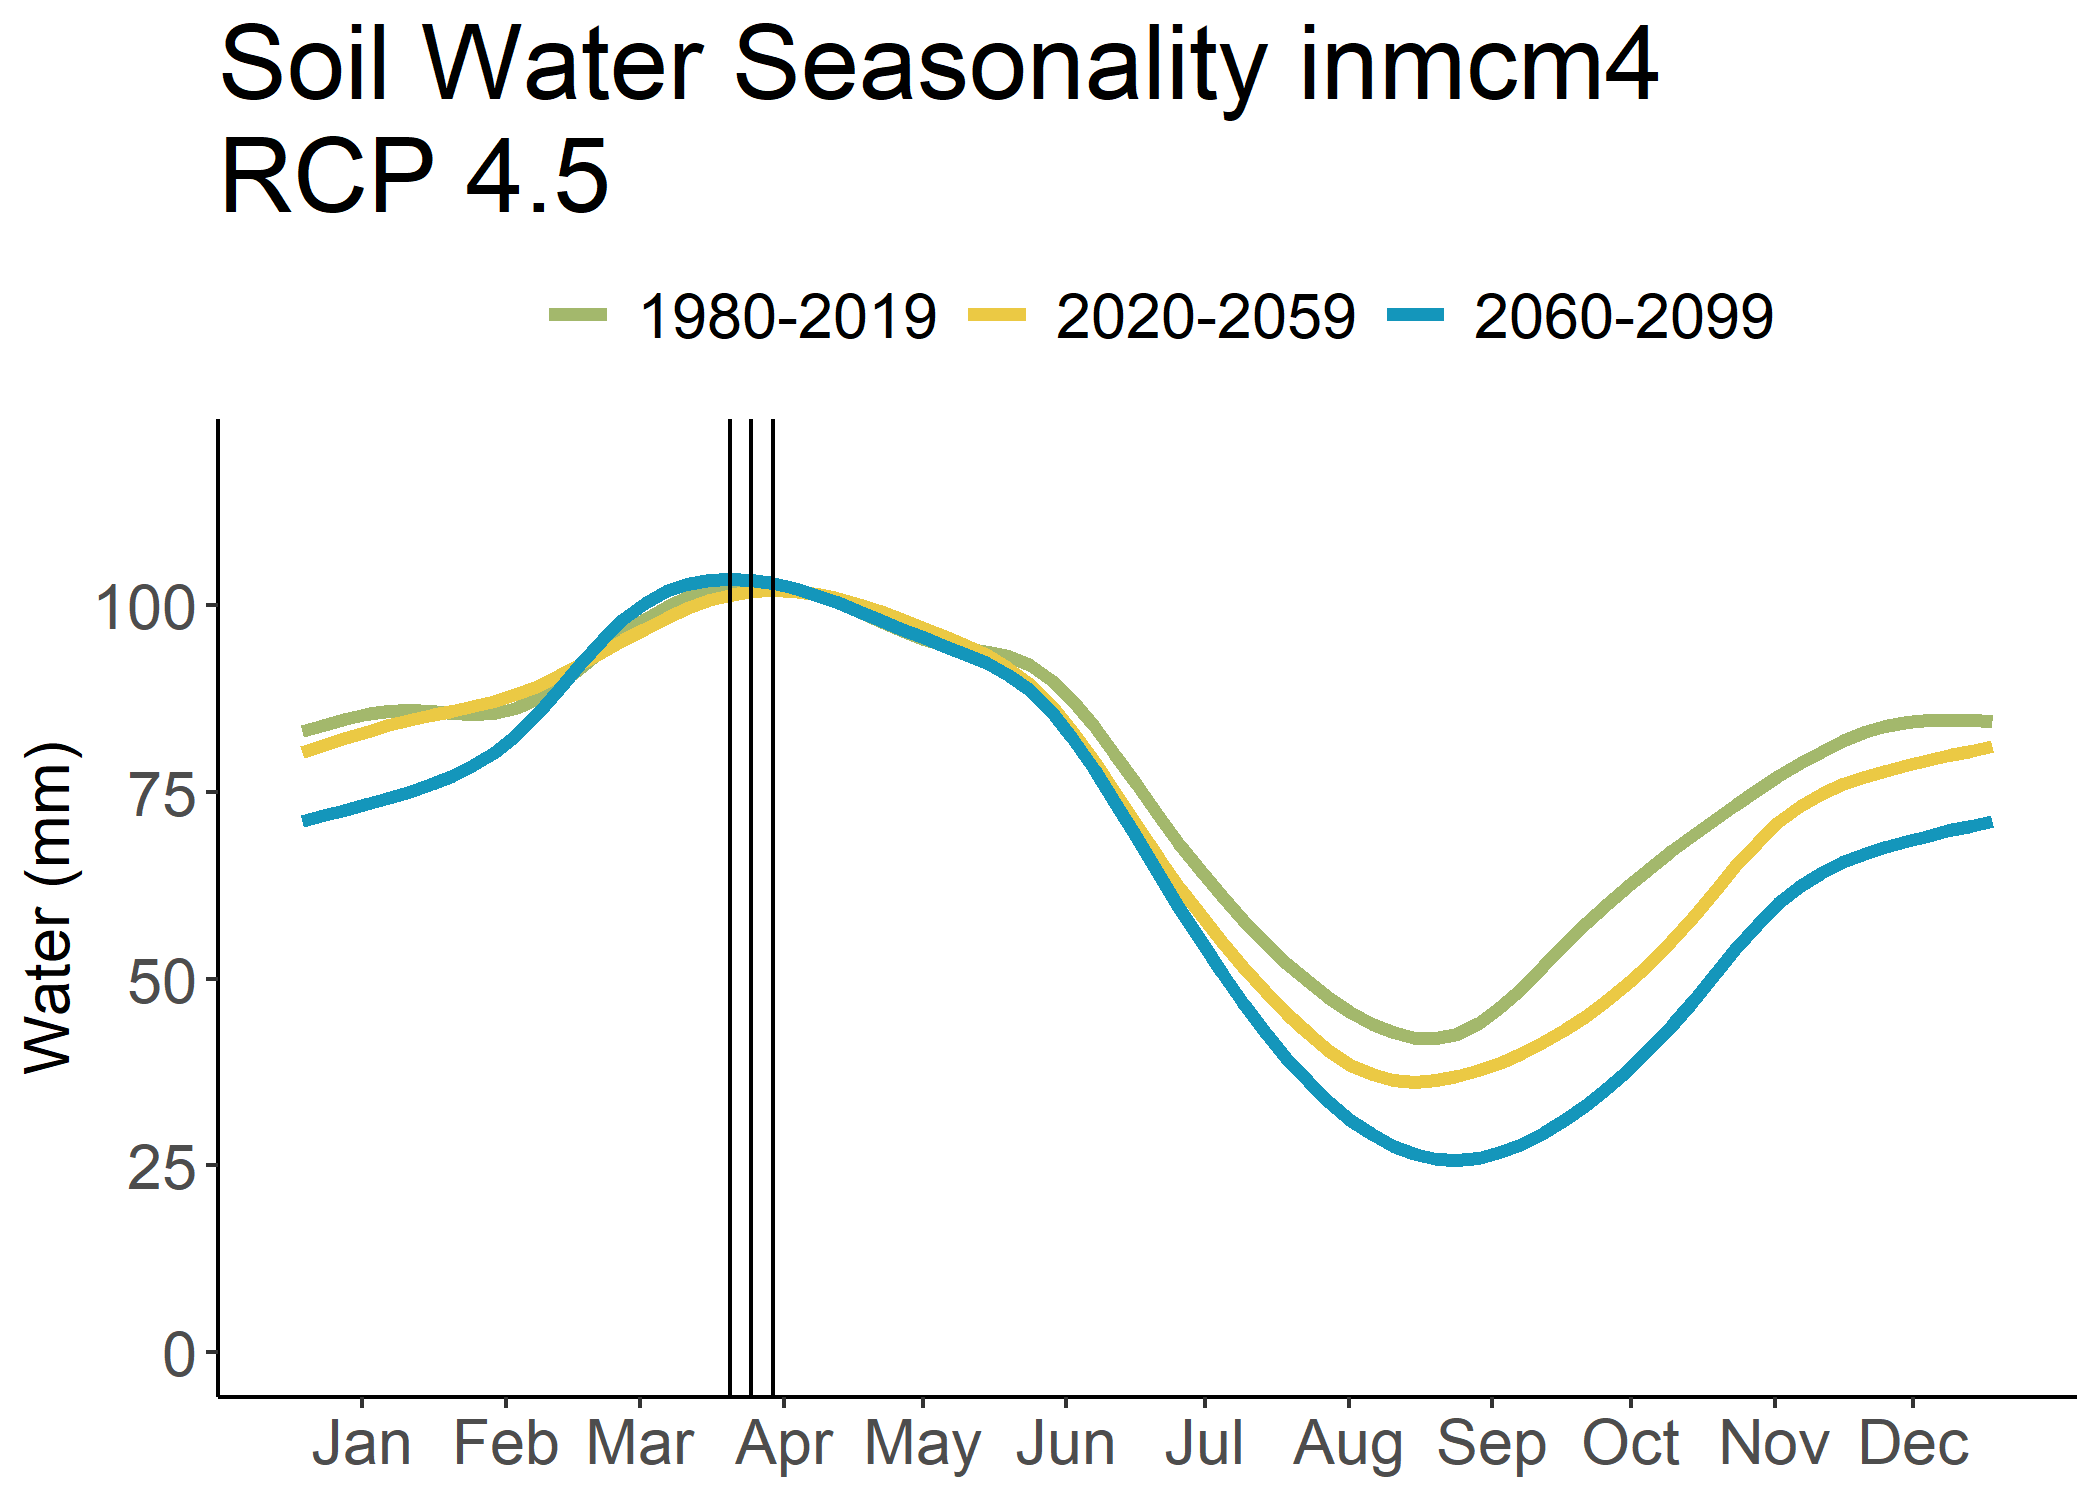 Soil Water Seasonality inmcm4
RCP 4.5
1980-2019 2020-2059 2060-2099
Water (mm)
100
75
50
25
0
Jan Feb Mar Apr May Jun Jul Aug Sep Oct Nov Dec